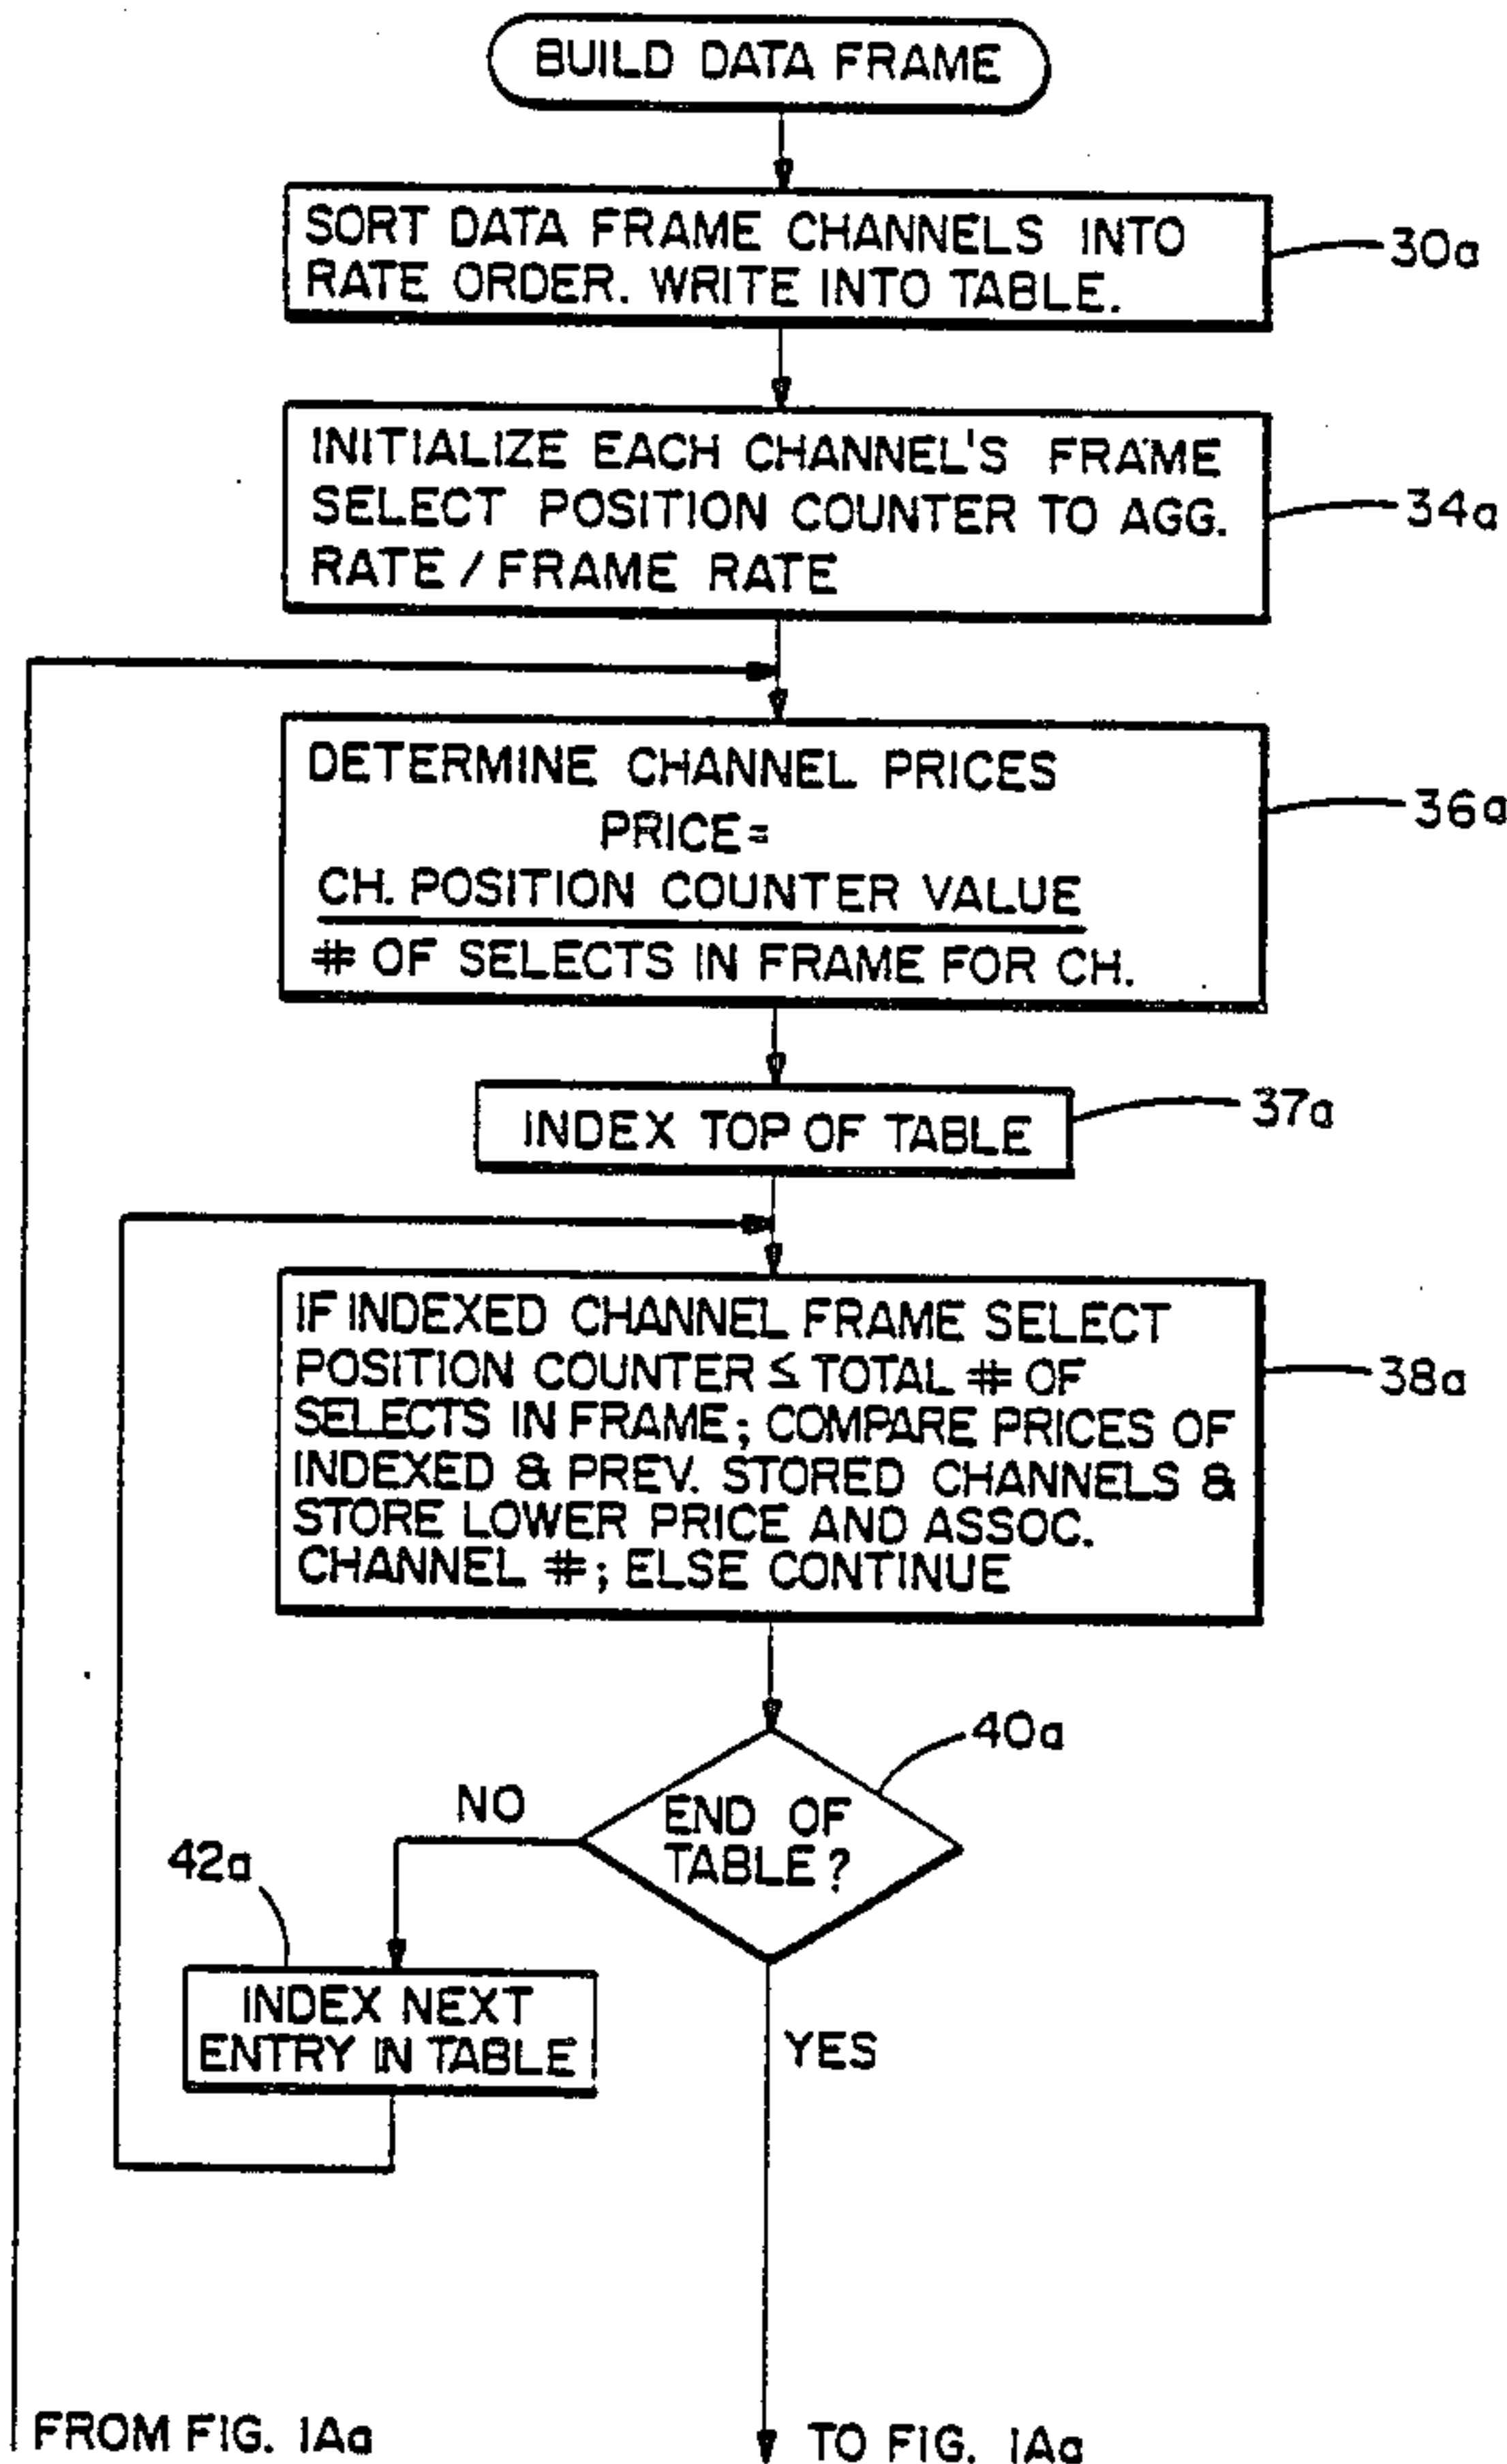 BUILD DATA FRAME
SORT DATA FRAME CHANNELS INTO
RATE ORDER. WRITE INTO TABLE.
30a
INITIALIZE EACH CHANNEL'S FRAME
SELECT POSITION COUNTER TO AGG.
RATE / FRAME RATE
34a
DETERMINE CHANNEL PRICES
PRICE=
CH. POSITION COUNTER VALUE
# OF SELECTS IN FRAME FOR CH.
36a
INDEX TOP OF TABLE
37a
IF INDEXED CHANNEL FRAME SELECT
POSITION COUNTER ≤ TOTAL # OF
SELECTS IN FRAME; COMPARE PRICES OF
INDEXED & PREV. STORED CHANNELS &
STORE LOWER PRICE AND ASSOC.
CHANNEL #; ELSE CONTINUE
38a
40a
END OF
TABLE?
NO
42a
INDEX NEXT
ENTRY IN TABLE
YES
FROM FIG. 1Aa
TO FIG. 1Aa